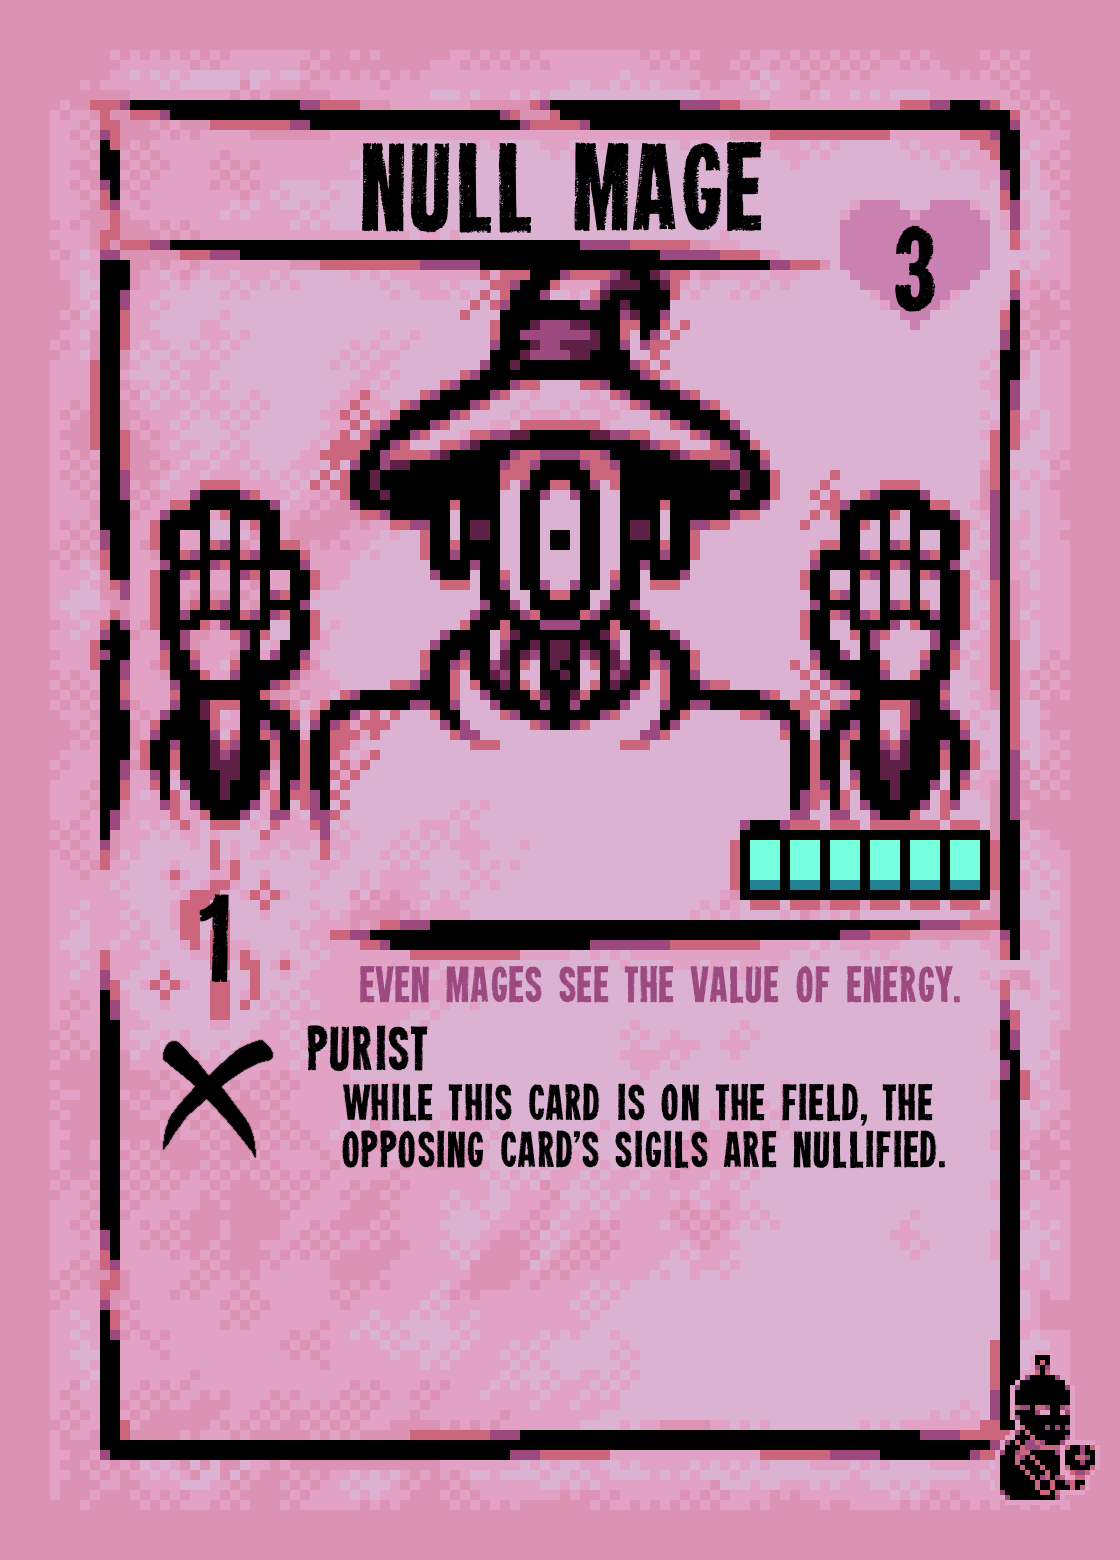 NULL MAGE
3
1
EVEN MAGES SEE THE VALUE OF ENERGY.
PURIST
WHILE THIS CARD IS ON THE FIELD, THE
OPPOSING CARD'S SIGILS ARE NULLIFIED.